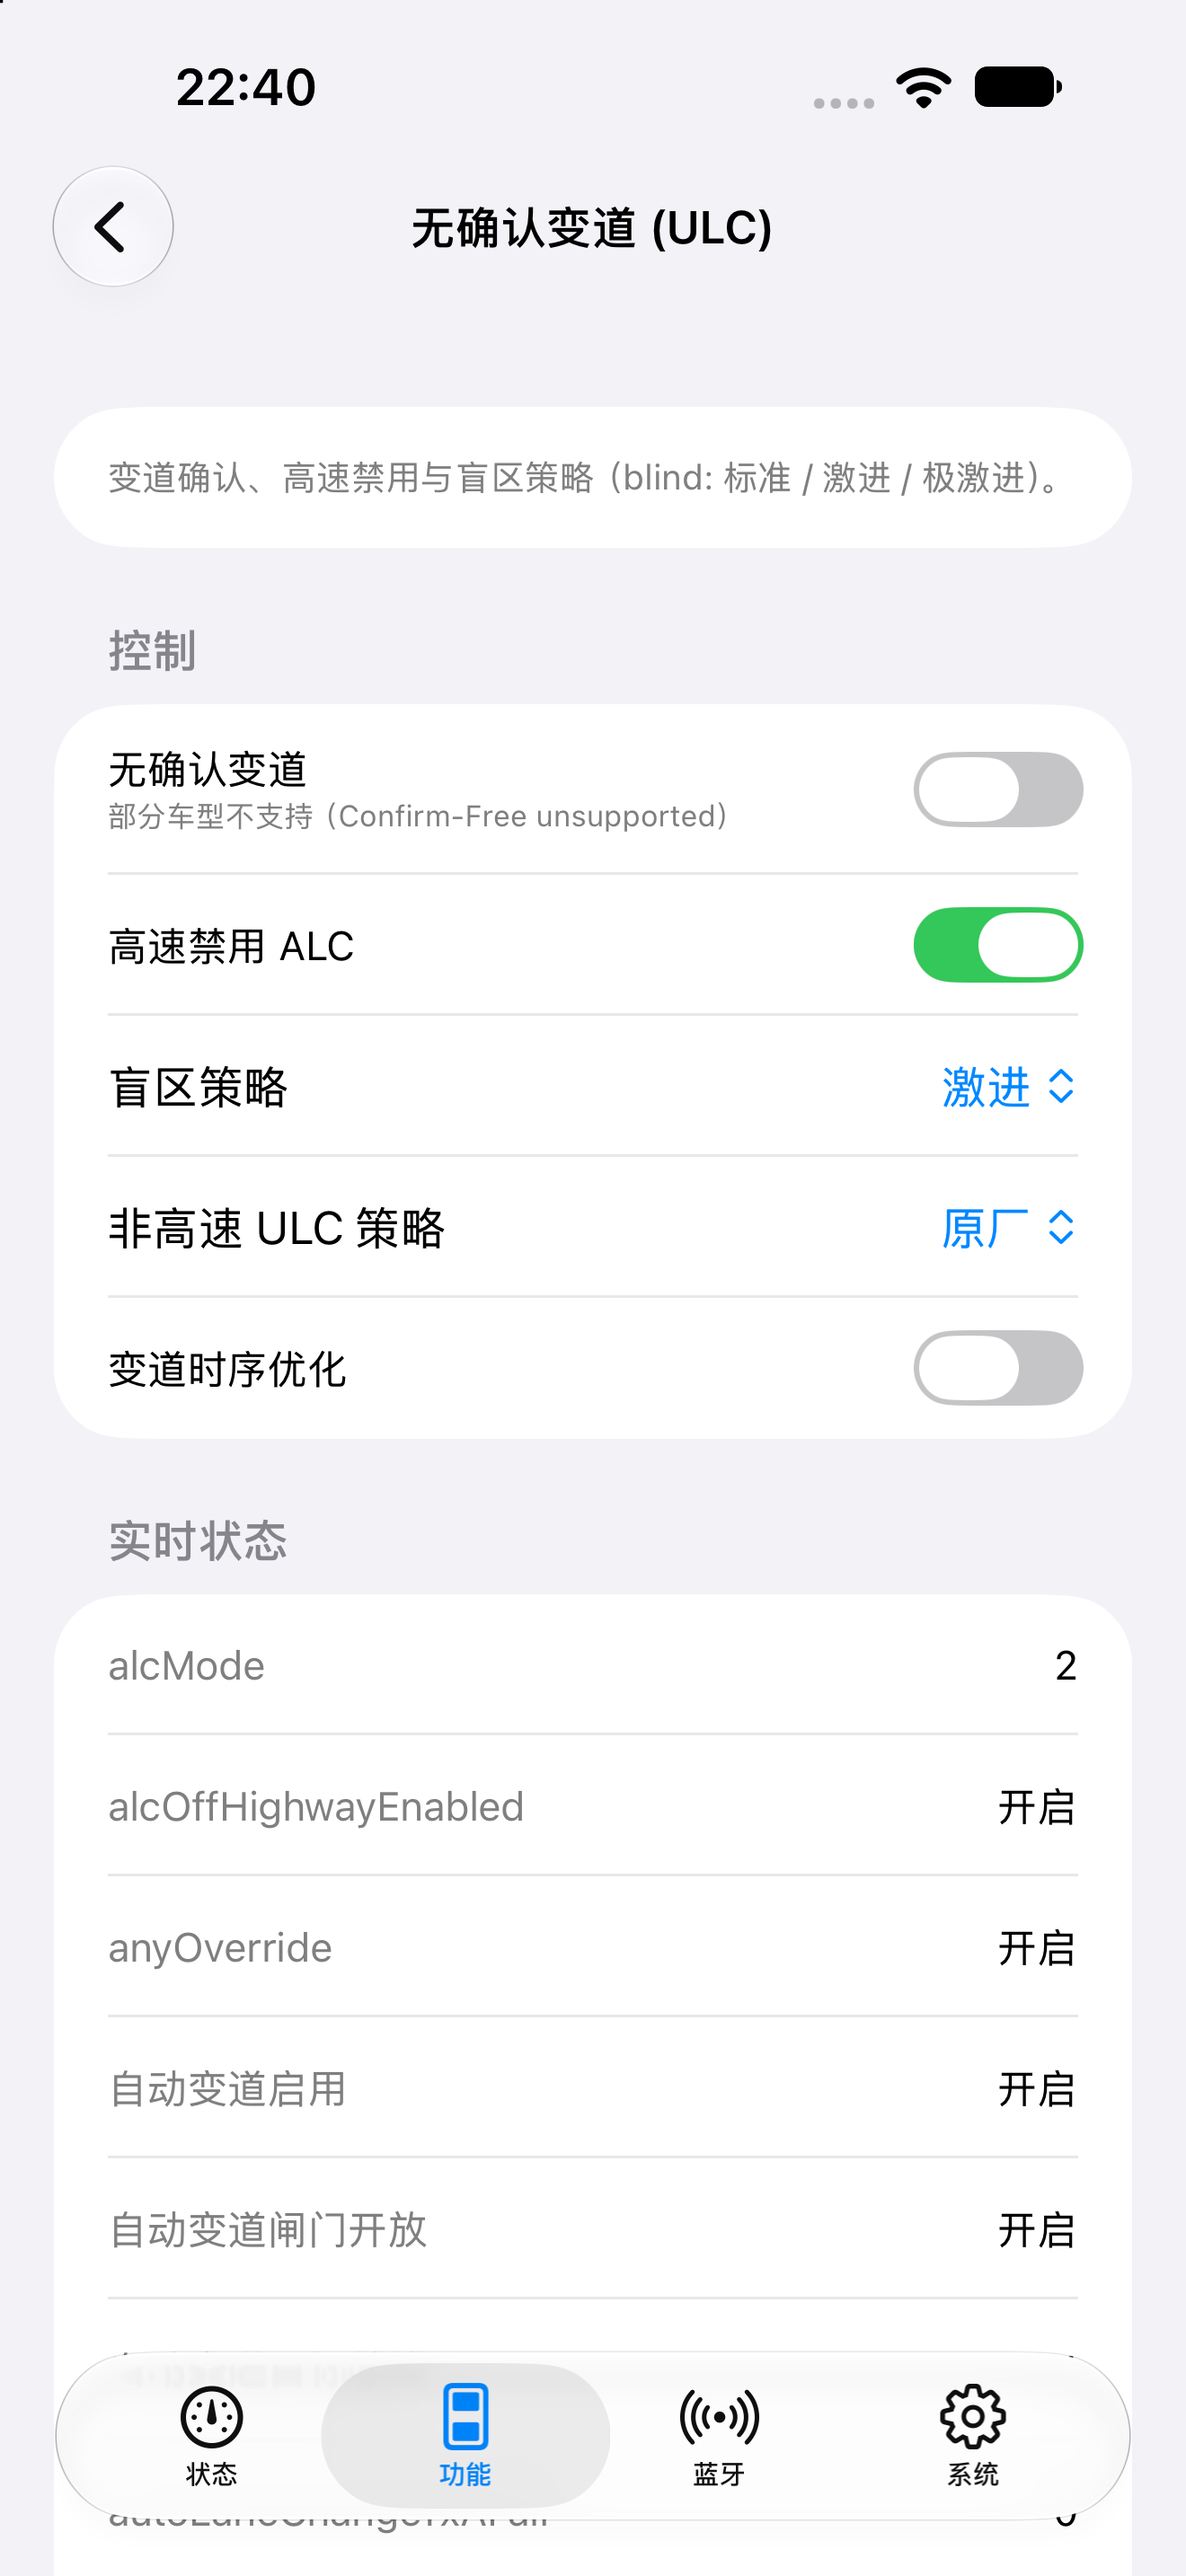 22:40
无确认变道 (ULC)
变道确认、高速禁用与盲区策略（blind: 标准 / 激进 / 极激进）。
控制
无确认变道
部分车型不支持（Confirm-Free unsupported）
高速禁用 ALC
盲区策略 激进
非高速 ULC 策略 原厂
变道时序优化
实时状态
alcMode 2
alcOffHighwayEnabled 开启
anyOverride 开启
自动变道启用 开启
自动变道闸门开放 开启
状态 功能 蓝牙 系统